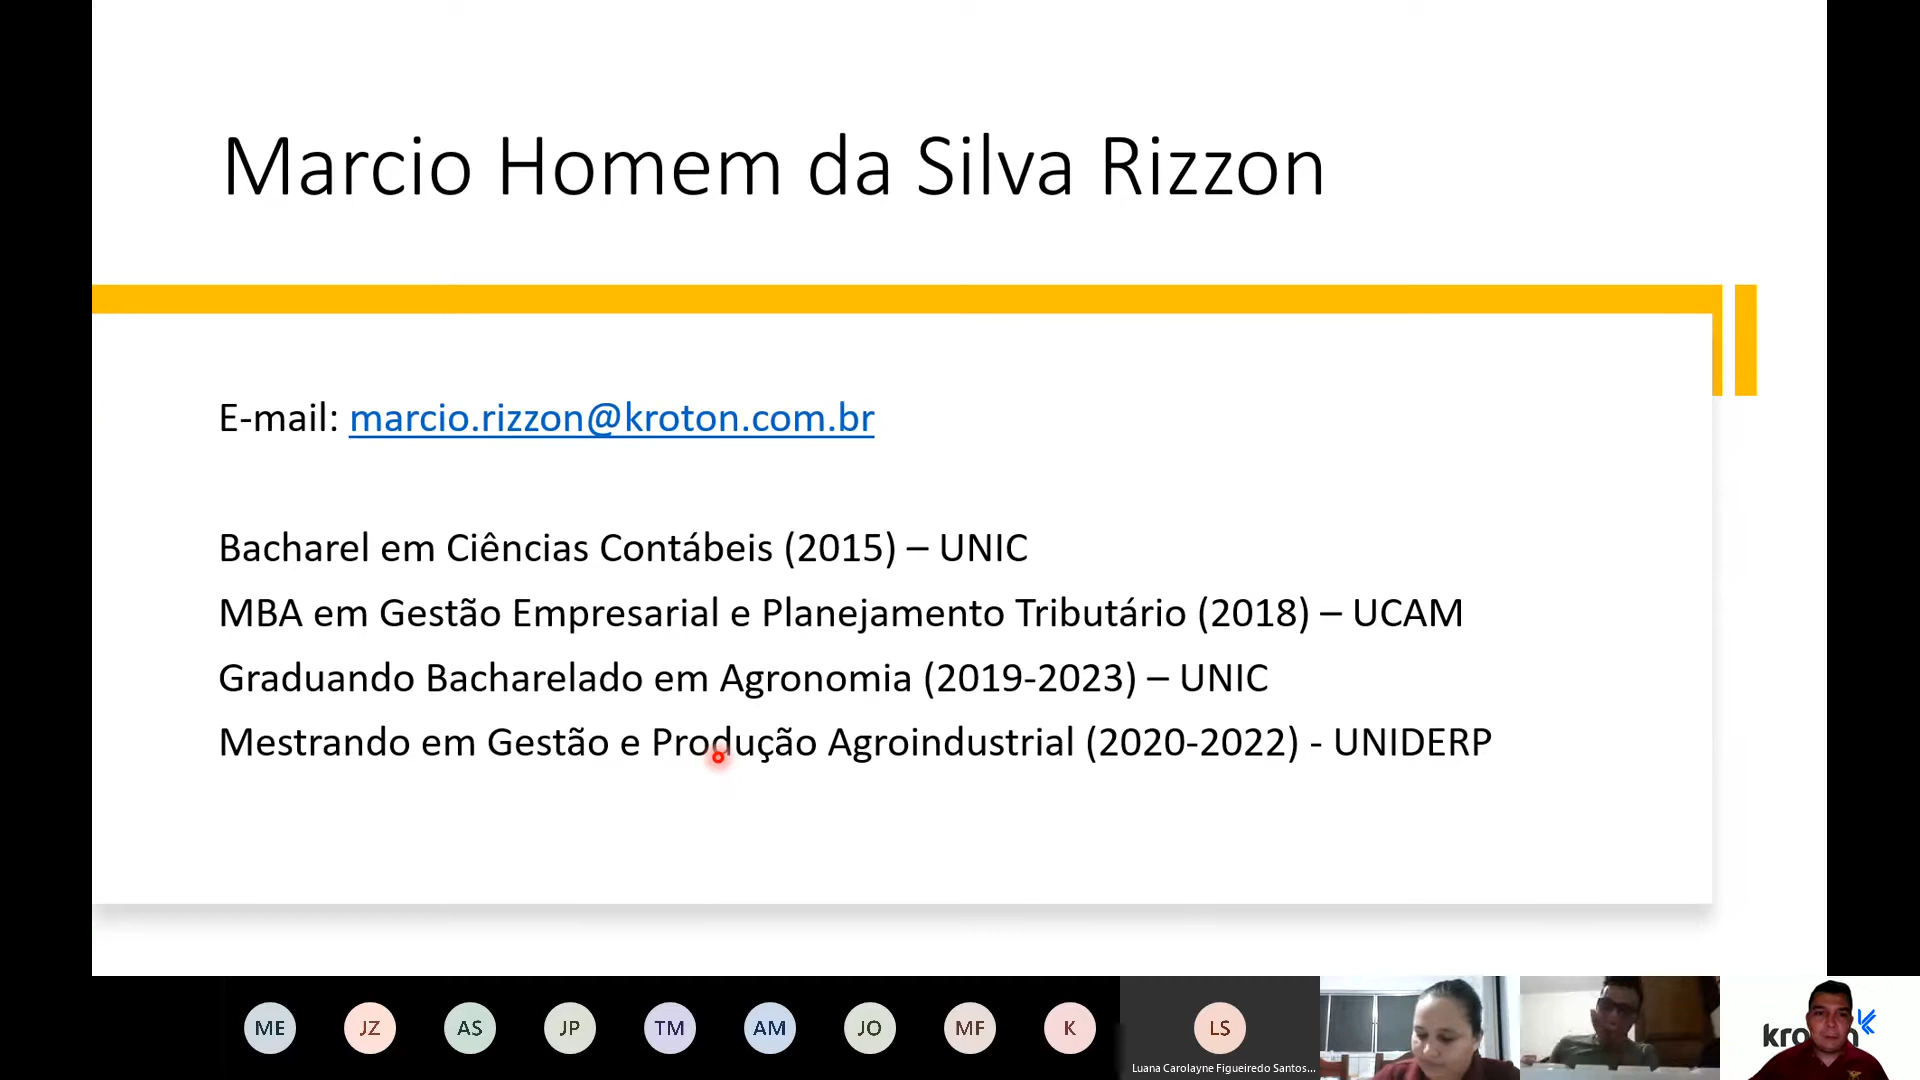 Marcio Homem da Silva Rizzon
E-mail: marcio.rizzon@kroton.com.br
Bacharel em Ciências Contábeis (2015) – UNIC
MBA em Gestão Empresarial e Planejamento Tributário (2018) – UCAM
Graduando Bacharelado em Agronomia (2019-2023) – UNIC
Mestrando em Gestão e Produção Agroindustrial (2020-2022) - UNIDERP
ME JZ AS JP TM AM JO MF K LS
Luana Carolayne Figueiredo Santos...